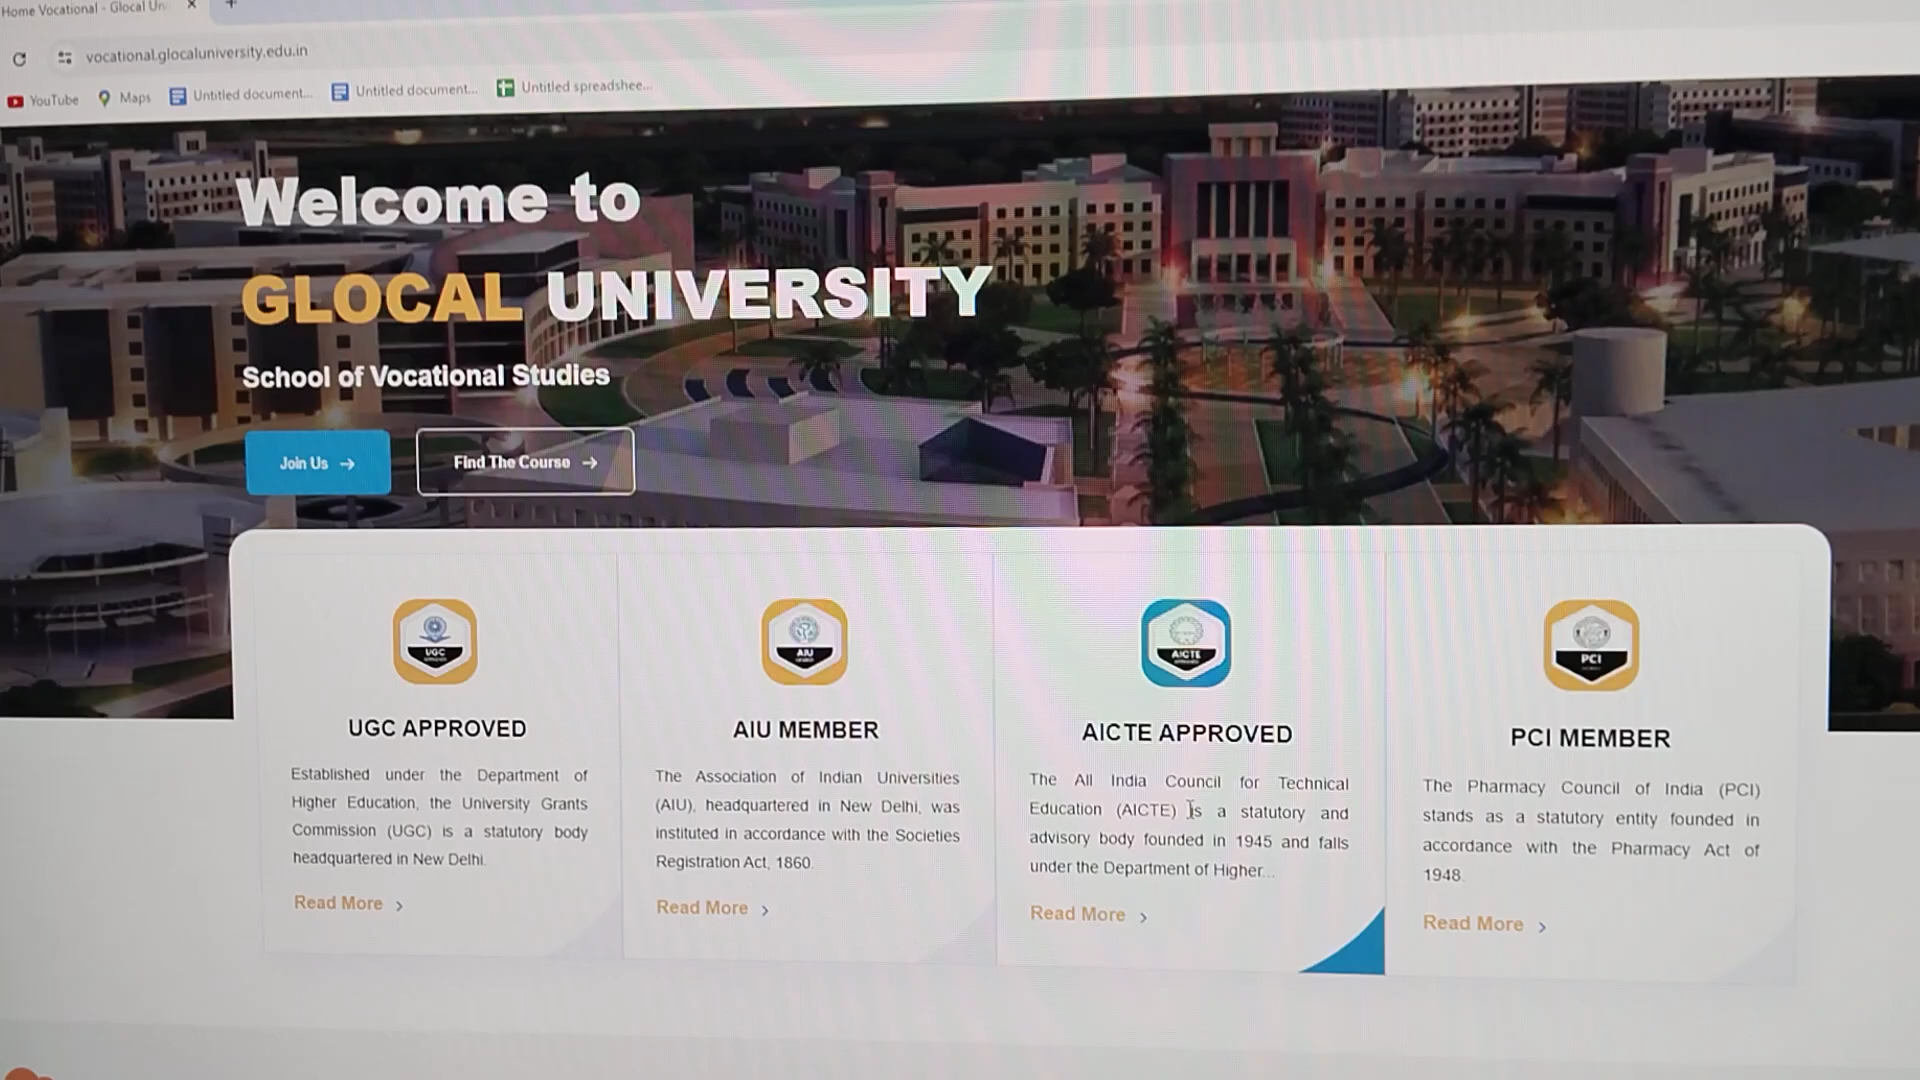 Home Vocational - Glocal Un
vocational.glocaluniversity.edu.in
YouTube
Maps
Untitled document...
Untitled document...
Untitled spreadshee...
Welcome to
GLOCAL UNIVERSITY
School of Vocational Studies
Join Us
Find The Course
UGC
AIU
AICTE
PCI
UGC APPROVED
Established under the Department of
Higher Education, the University Grants
Commission (UGC) is a statutory body
headquartered in New Delhi.
Read More
AIU MEMBER
The Association of Indian Universities
(AIU), headquartered in New Delhi, was
instituted in accordance with the Societies
Registration Act, 1860.
Read More
AICTE APPROVED
The All India Council for Technical
Education (AICTE) is a statutory and
advisory body founded in 1945 and falls
under the Department of Higher...
Read More
PCI MEMBER
The Pharmacy Council of India (PCI)
stands as a statutory entity founded in
accordance with the Pharmacy Act of
1948.
Read More